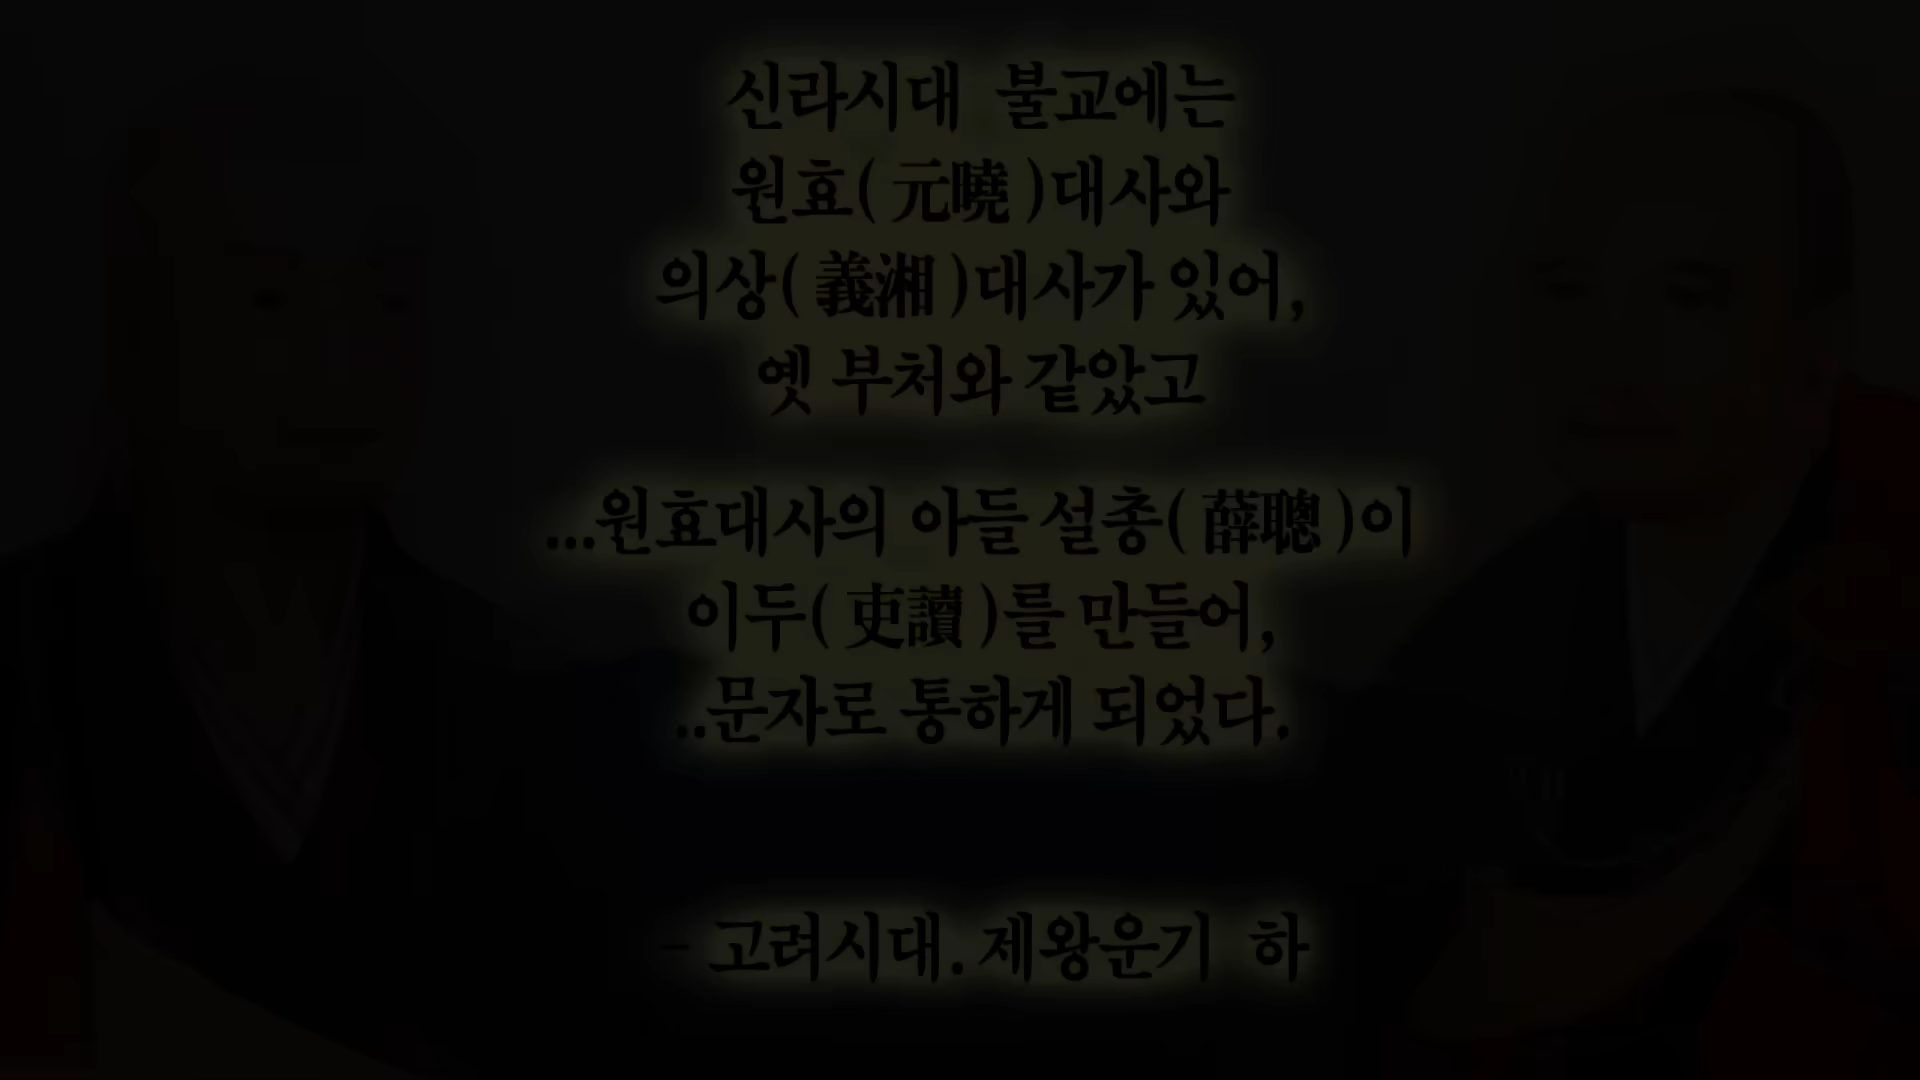 신라시대 불교에는
원효(元曉)대사와
의상(義湘)대사가 있어,
옛 부처와 같았고
...원효대사의 아들 설총(薛聰)이
이두(吏讀)를 만들어,
..문자로 통하게 되었다.
- 고려시대. 제왕운기 하